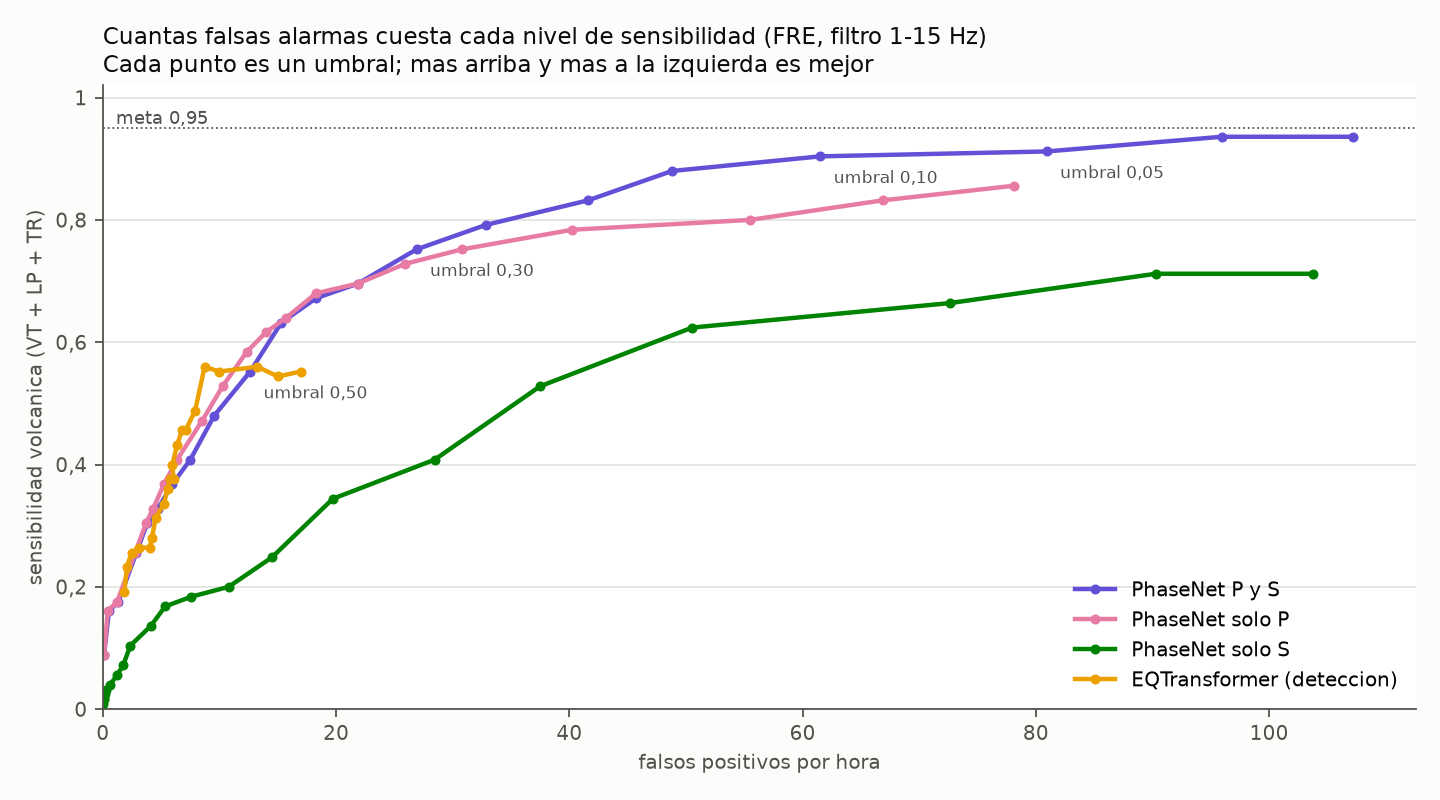 Cuantas falsas alarmas cuesta cada nivel de sensibilidad (FRE, filtro 1-15 Hz)
Cada punto es un umbral; mas arriba y mas a la izquierda es mejor
sensibilidad volcanica (VT + LP + TR)
1
0,8
0,6
0,4
0,2
0
meta 0,95
umbral 0,10
umbral 0,05
umbral 0,30
umbral 0,50
PhaseNet P y S
PhaseNet solo P
PhaseNet solo S
EQTransformer (deteccion)
0 20 40 60 80 100
falsos positivos por hora